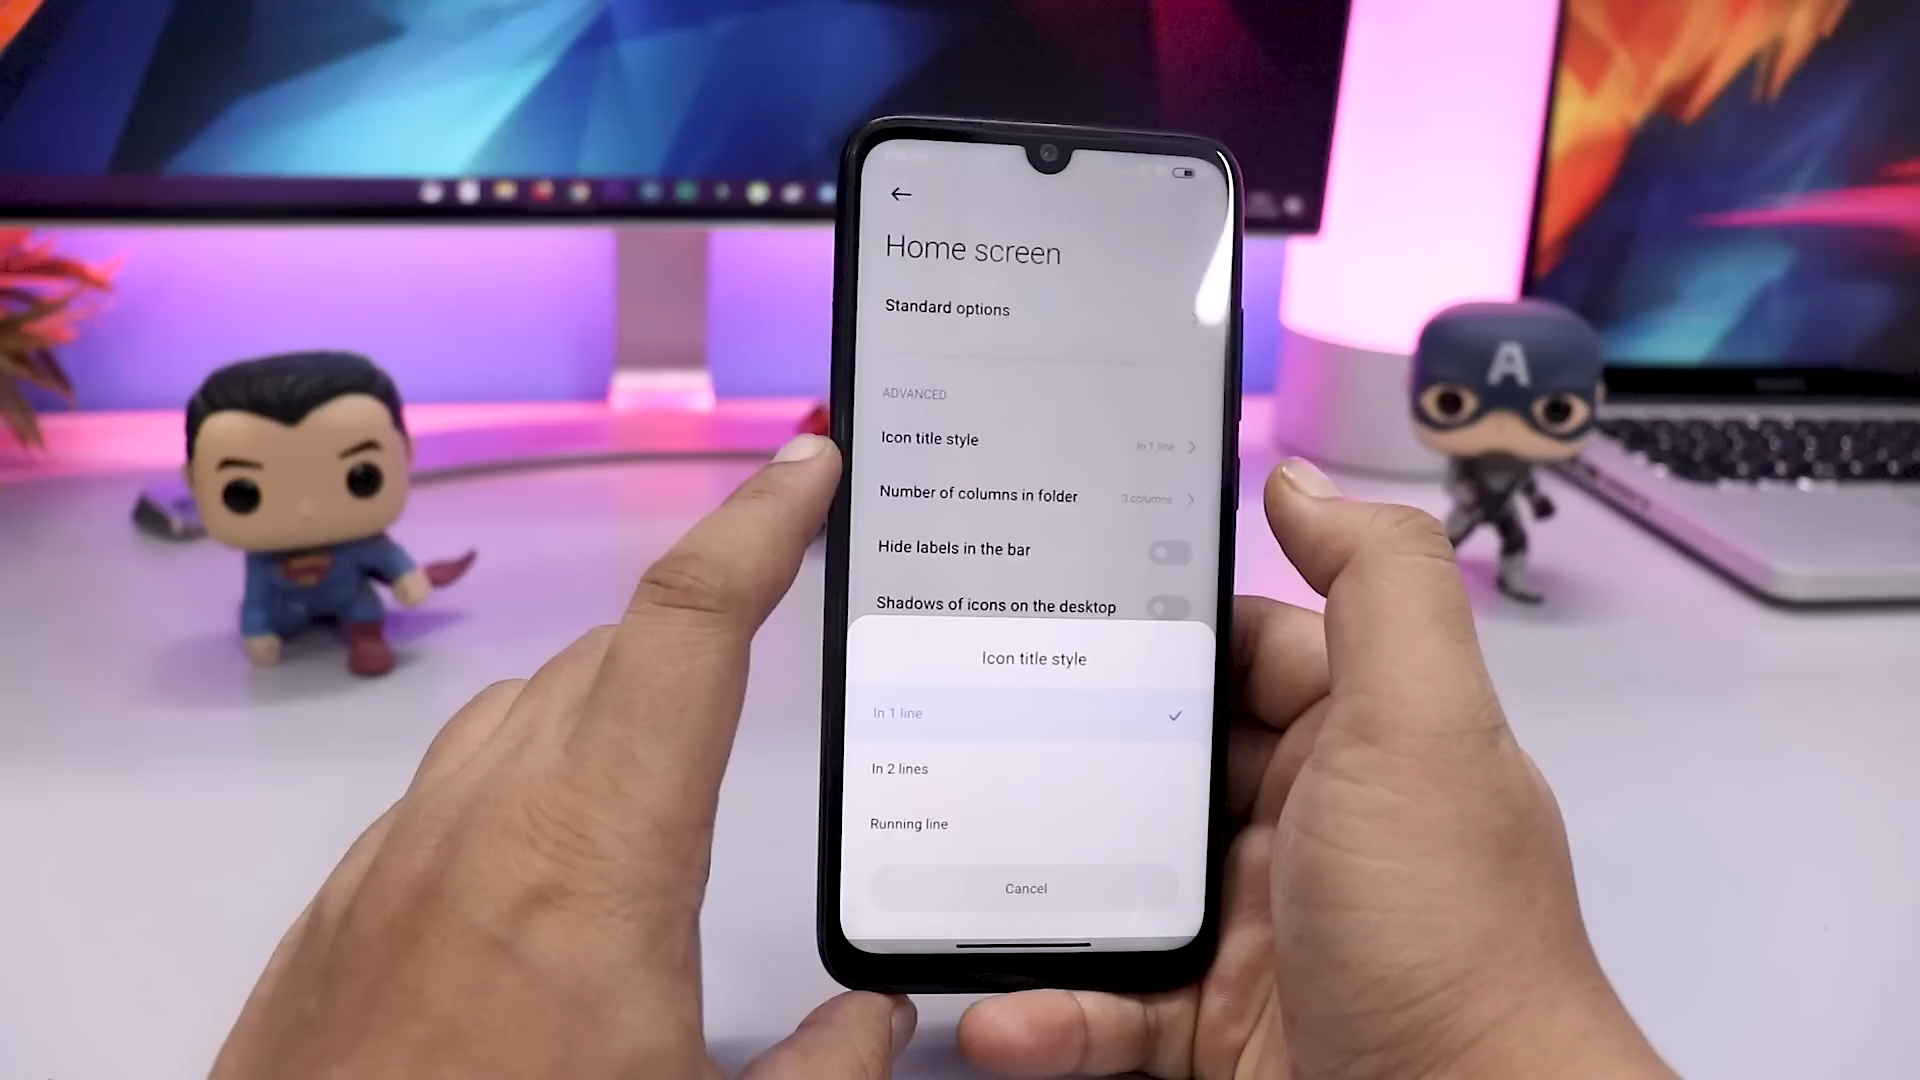 Home screen
Standard options
ADVANCED
Icon title style
In 1 line
Number of columns in folder
3 columns
Hide labels in the bar
Shadows of icons on the desktop
Icon title style
In 1 line
In 2 lines
Running line
Cancel
A